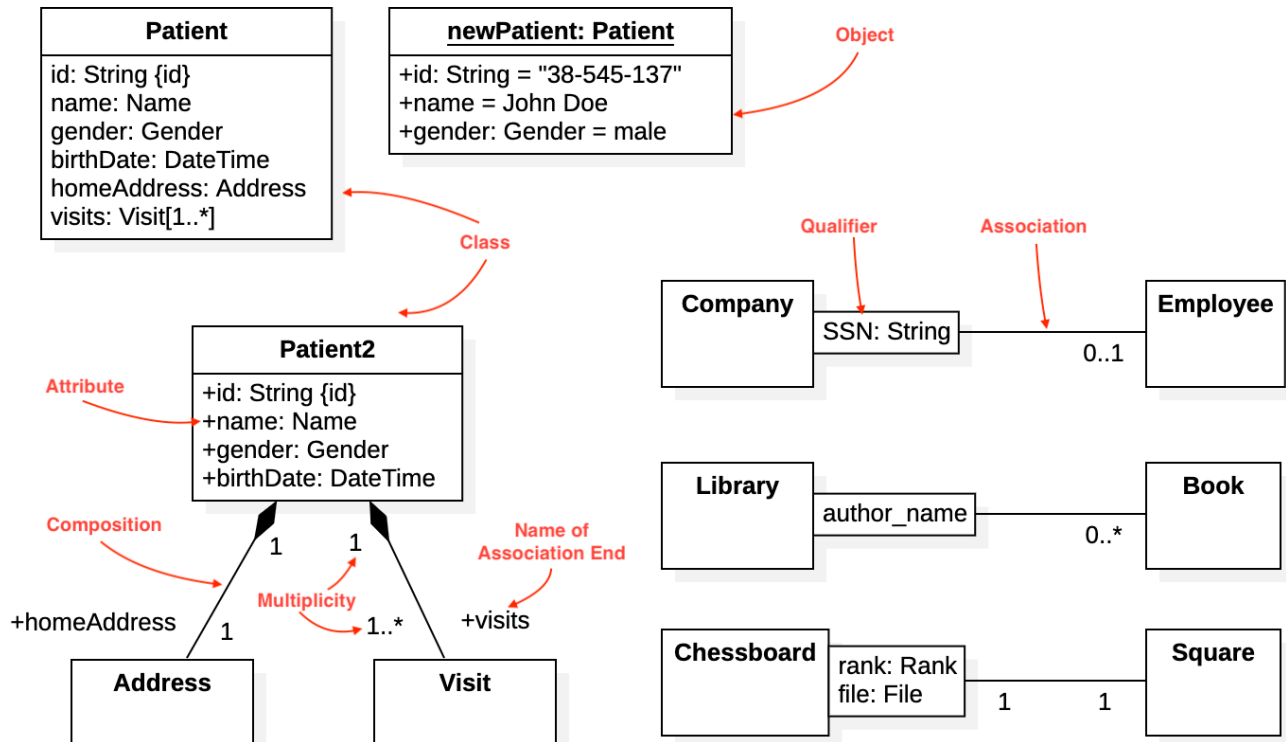 Patient
id: String {id}
name: Name
gender: Gender
birthDate: DateTime
homeAddress: Address
visits: Visit[1..*]
newPatient: Patient
+id: String = "38-545-137"
+name = John Doe
+gender: Gender = male
Object
Class
Patient2
+id: String {id}
+name: Name
+gender: Gender
+birthDate: DateTime
Attribute
Composition
1
1
Name of
Association End
Multiplicity
+homeAddress
1
1..*
+visits
Address
Visit
Qualifier
Association
Company
SSN: String
0..1
Employee
Library
author_name
0..*
Book
Chessboard
rank: Rank
file: File
1
1
Square